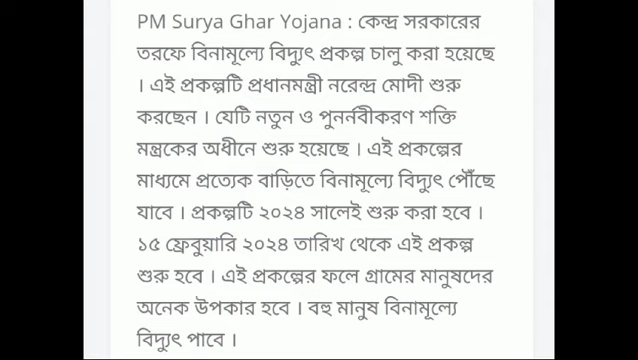 PM Surya Ghar Yojana : কেন্দ্র সরকারের
তরফে বিনামূল্যে বিদ্যুৎ প্রকল্প চালু করা হয়েছে
। এই প্রকল্পটি প্রধানমন্ত্রী নরেন্দ্র মোদী শুরু
করছেন । যেটি নতুন ও পুনর্নবীকরণ শক্তি
মন্ত্রকের অধীনে শুরু হয়েছে । এই প্রকল্পের
মাধ্যমে প্রত্যেক বাড়িতে বিনামূল্যে বিদ্যুৎ পৌঁছে
যাবে । প্রকল্পটি ২০২৪ সালেই শুরু করা হবে ।
১৫ ফেব্রুয়ারি ২০২৪ তারিখ থেকে এই প্রকল্প
শুরু হবে । এই প্রকল্পের ফলে গ্রামের মানুষদের
অনেক উপকার হবে । বহু মানুষ বিনামূল্যে
বিদ্যুৎ পাবে ।